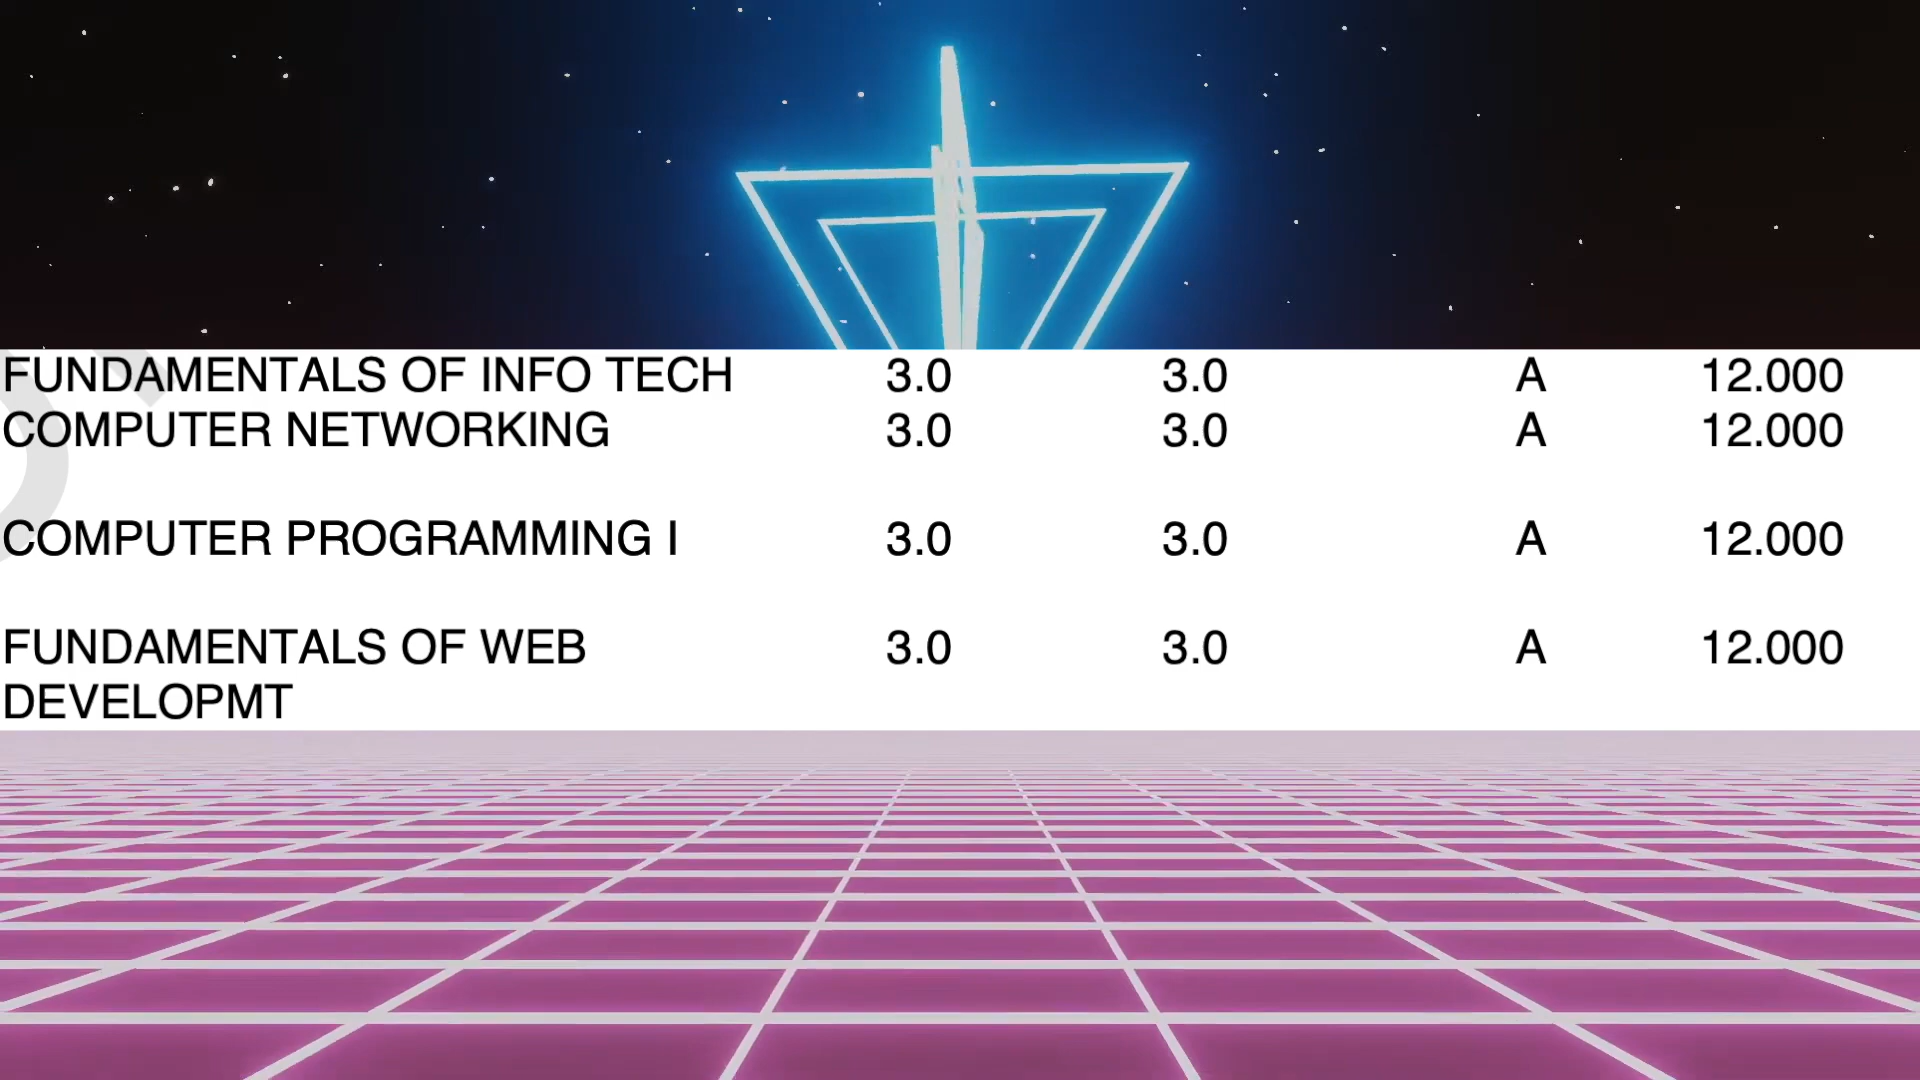 FUNDAMENTALS OF INFO TECH 3.0 3.0 A 12.000
COMPUTER NETWORKING 3.0 3.0 A 12.000
COMPUTER PROGRAMMING I 3.0 3.0 A 12.000
FUNDAMENTALS OF WEB 3.0 3.0 A 12.000
DEVELOPMT